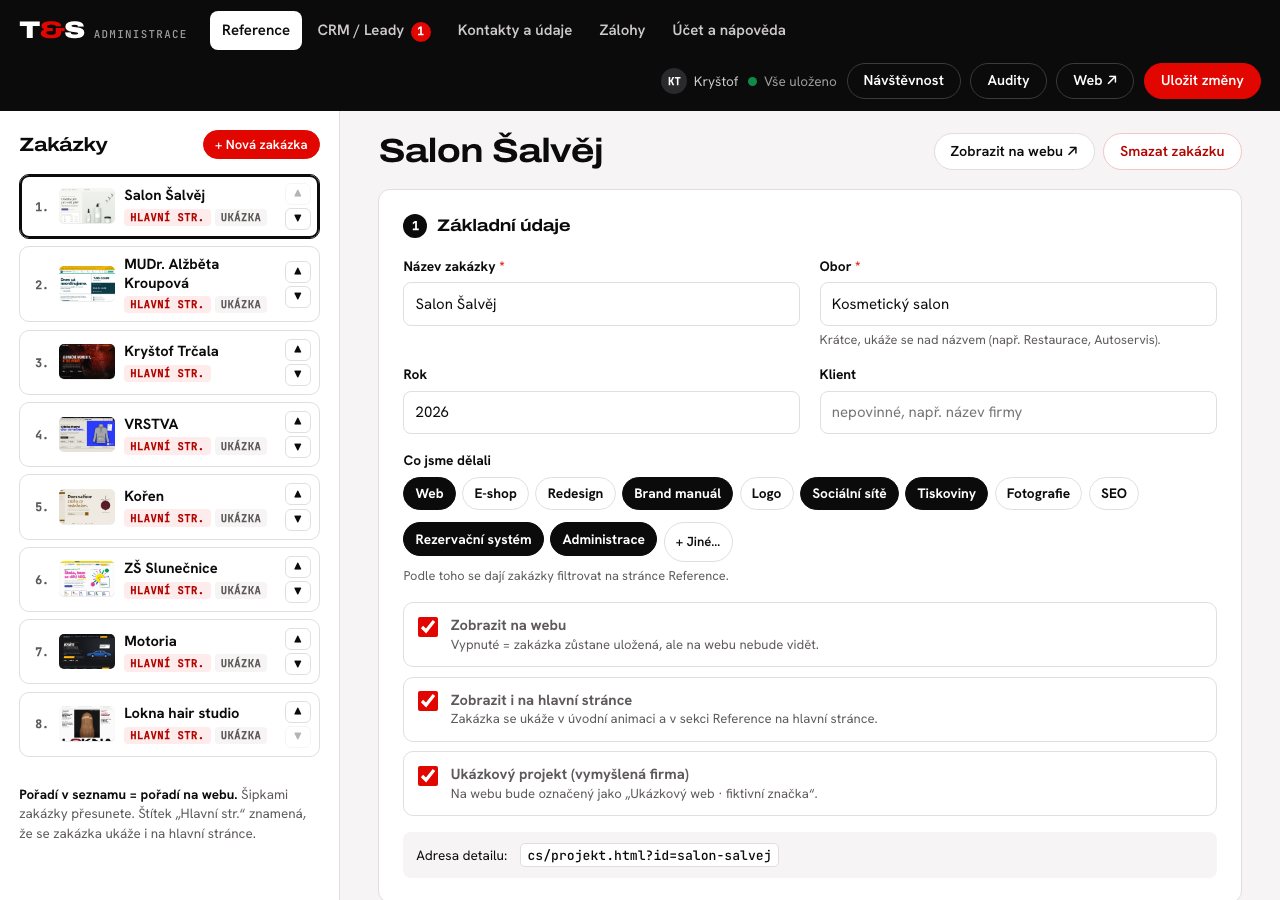 T&S ADMINISTRACE
Reference
CRM / Leady 1
Kontakty a údaje
Zálohy
Účet a nápověda
KT Kryštof
Vše uloženo
Návštěvnost
Audity
Web ↗
Uložit změny
Zakázky
+ Nová zakázka
1. Salon Šalvěj
HLAVNÍ STR. UKÁZKA
▲
▼
2. MUDr. Alžběta
Kroupová
HLAVNÍ STR. UKÁZKA
▲
▼
3. Kryštof Trčala
HLAVNÍ STR.
▲
▼
4. VRSTVA
HLAVNÍ STR. UKÁZKA
▲
▼
5. Kořen
HLAVNÍ STR. UKÁZKA
▲
▼
6. ZŠ Slunečnice
HLAVNÍ STR. UKÁZKA
▲
▼
7. Motoria
HLAVNÍ STR. UKÁZKA
▲
▼
8. Lokna hair studio
HLAVNÍ STR. UKÁZKA
▲
▼
Pořadí v seznamu = pořadí na webu. Šipkami
zakázky přesunete. Štítek „Hlavní str.“ znamená,
že se zakázka ukáže i na hlavní stránce.
Salon Šalvěj
Zobrazit na webu ↗
Smazat zakázku
1 Základní údaje
Název zakázky *
Salon Šalvěj
Obor *
Kosmetický salon
Krátce, ukáže se nad názvem (např. Restaurace, Autoservis).
Rok
2026
Klient
nepovinné, např. název firmy
Co jsme dělali
Web E-shop Redesign Brand manuál Logo Sociální sítě Tiskoviny Fotografie SEO
Rezervační systém Administrace + Jiné…
Podle toho se dají zakázky filtrovat na stránce Reference.
Zobrazit na webu
Vypnuté = zakázka zůstane uložená, ale na webu nebude vidět.
Zobrazit i na hlavní stránce
Zakázka se ukáže v úvodní animaci a v sekci Reference na hlavní stránce.
Ukázkový projekt (vymyšlená firma)
Na webu bude označený jako „Ukázkový web · fiktivní značka“.
Adresa detailu: cs/projekt.html?id=salon-salvej